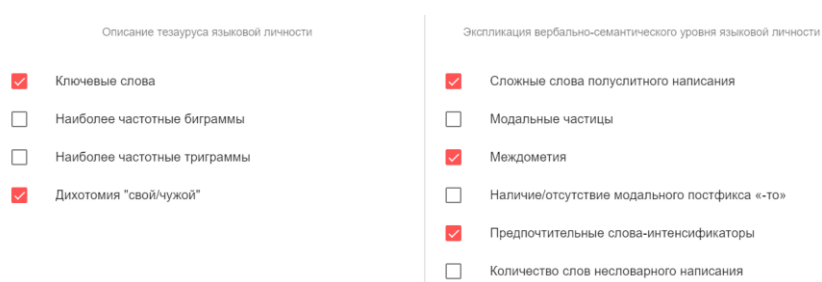 Описание тезауруса языковой личности
Ключевые слова
Наиболее частотные биграммы
Наиболее частотные триграммы
Дихотомия "свой/чужой"
Экспликация вербально-семантического уровня языковой личности
Сложные слова полуслитного написания
Модальные частицы
Междометия
Наличие/отсутствие модального постфикса «-то»
Предпочтительные слова-интенсификаторы
Количество слов несловарного написания